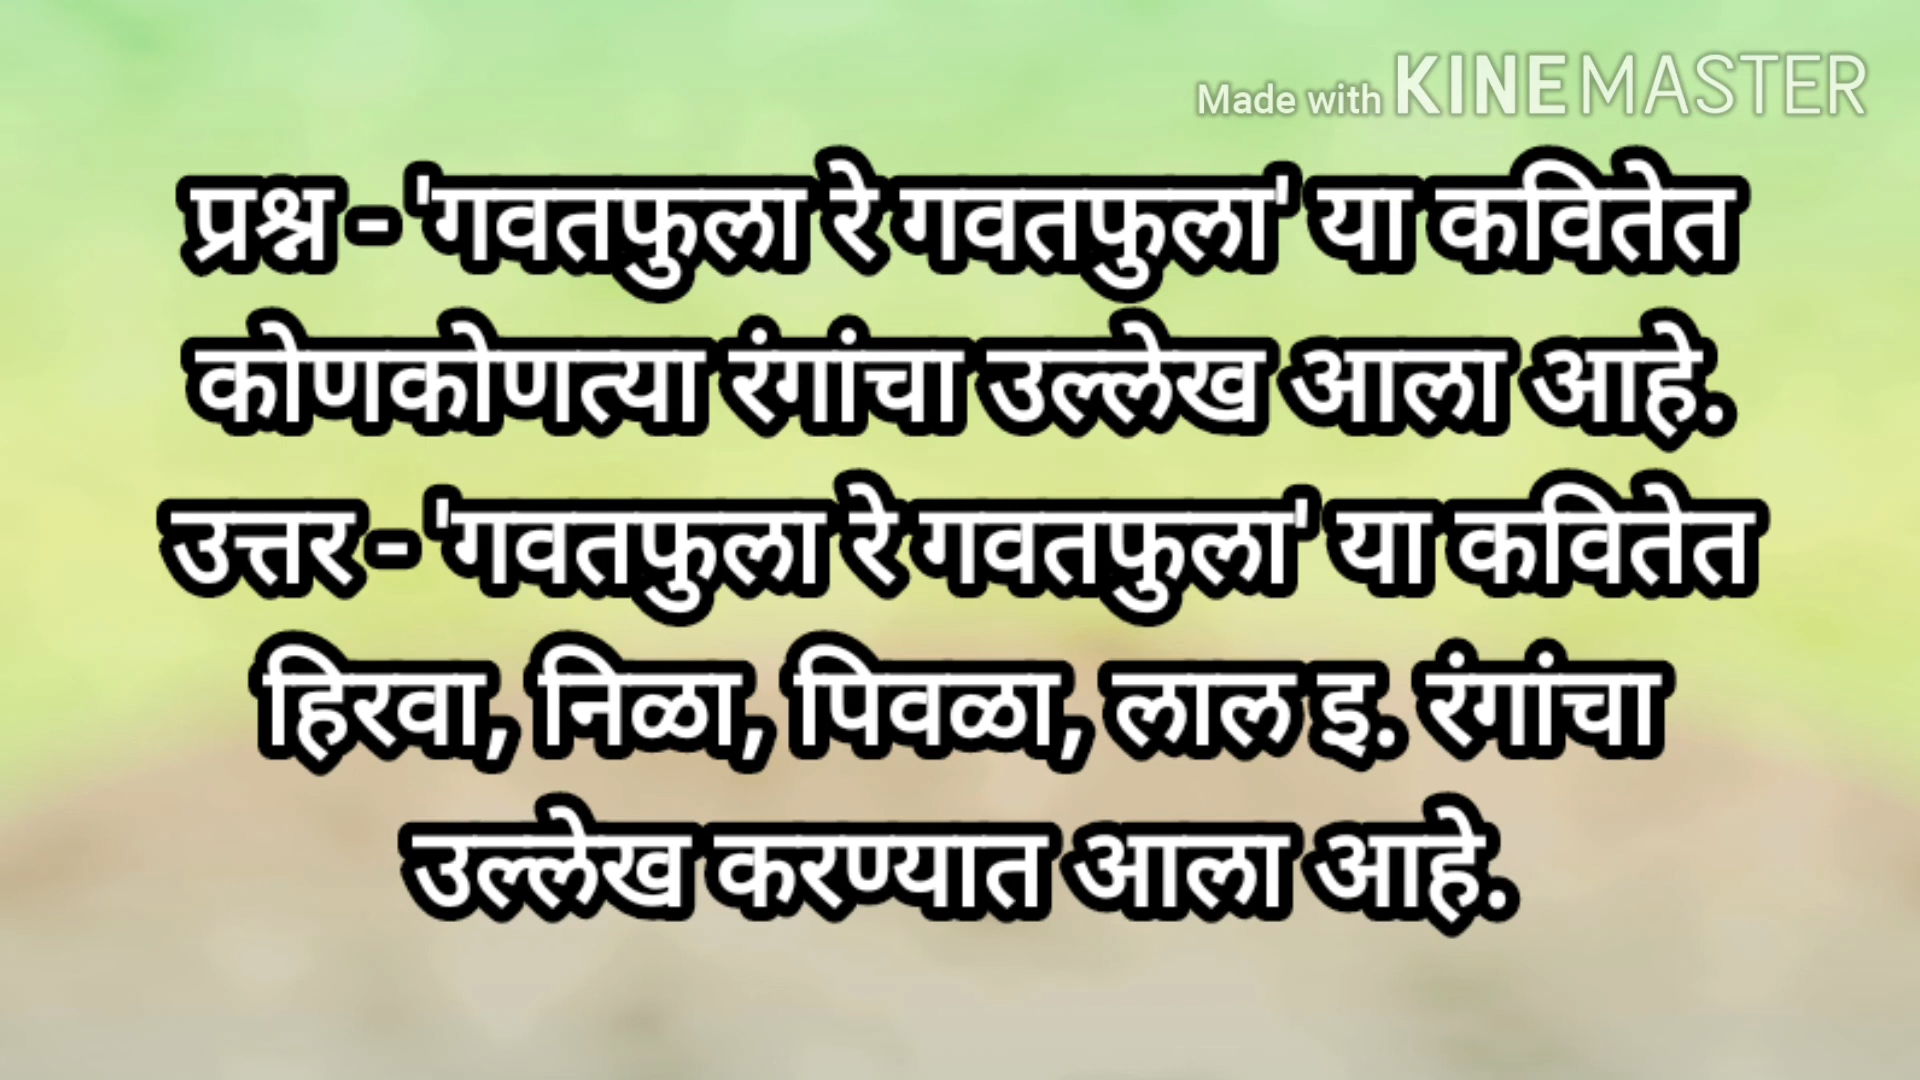 Made with KINEMASTER
प्रश्न - 'गवतफुला रे गवतफुला' या कवितेत
कोणकोणत्या रंगांचा उल्लेख आला आहे.
उत्तर - 'गवतफुला रे गवतफुला' या कवितेत
हिरवा, निळा, पिवळा, लाल इ. रंगांचा
उल्लेख करण्यात आला आहे.